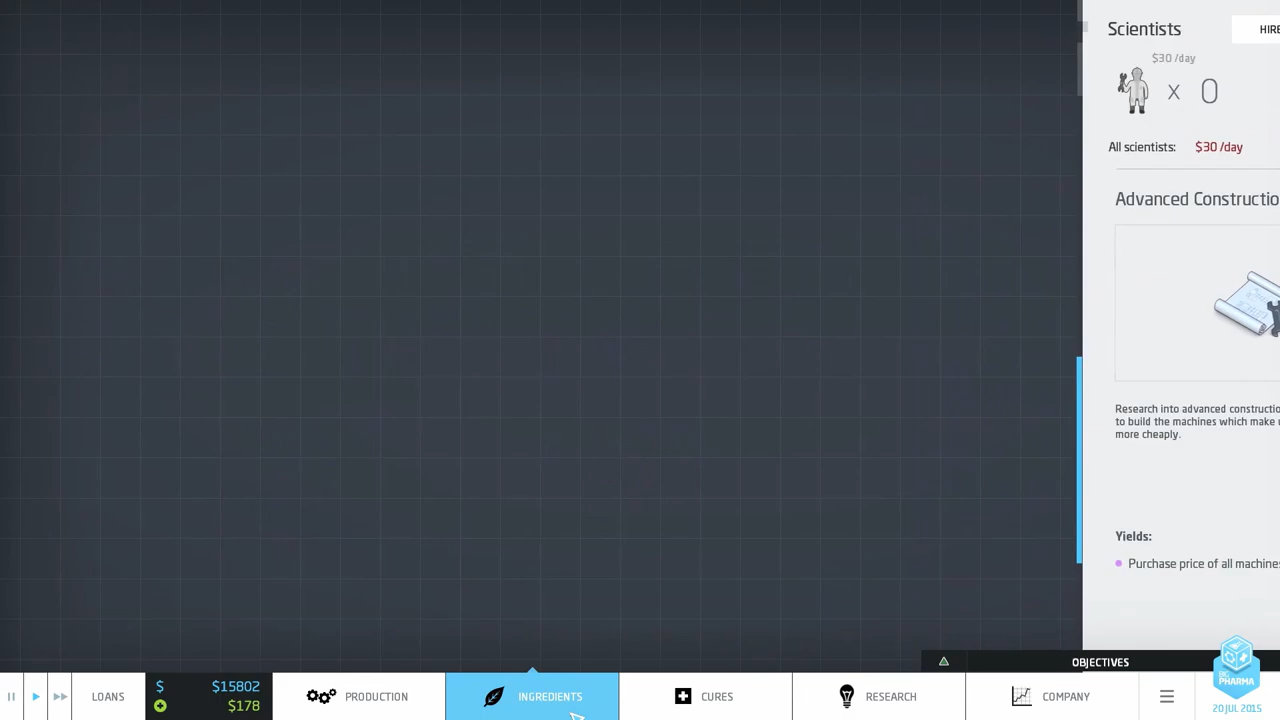 Scientists
HIRE
$30 /day
x 0
All scientists: $30 /day
Advanced Constructio
Research into advanced constructio
to build the machines which make u
more cheaply.
Yields:
Purchase price of all machines
OBJECTIVES
LOANS
$ $15802
$178
PRODUCTION
INGREDIENTS
CURES
RESEARCH
COMPANY
BIG
PHARMA
20 JUL 2015